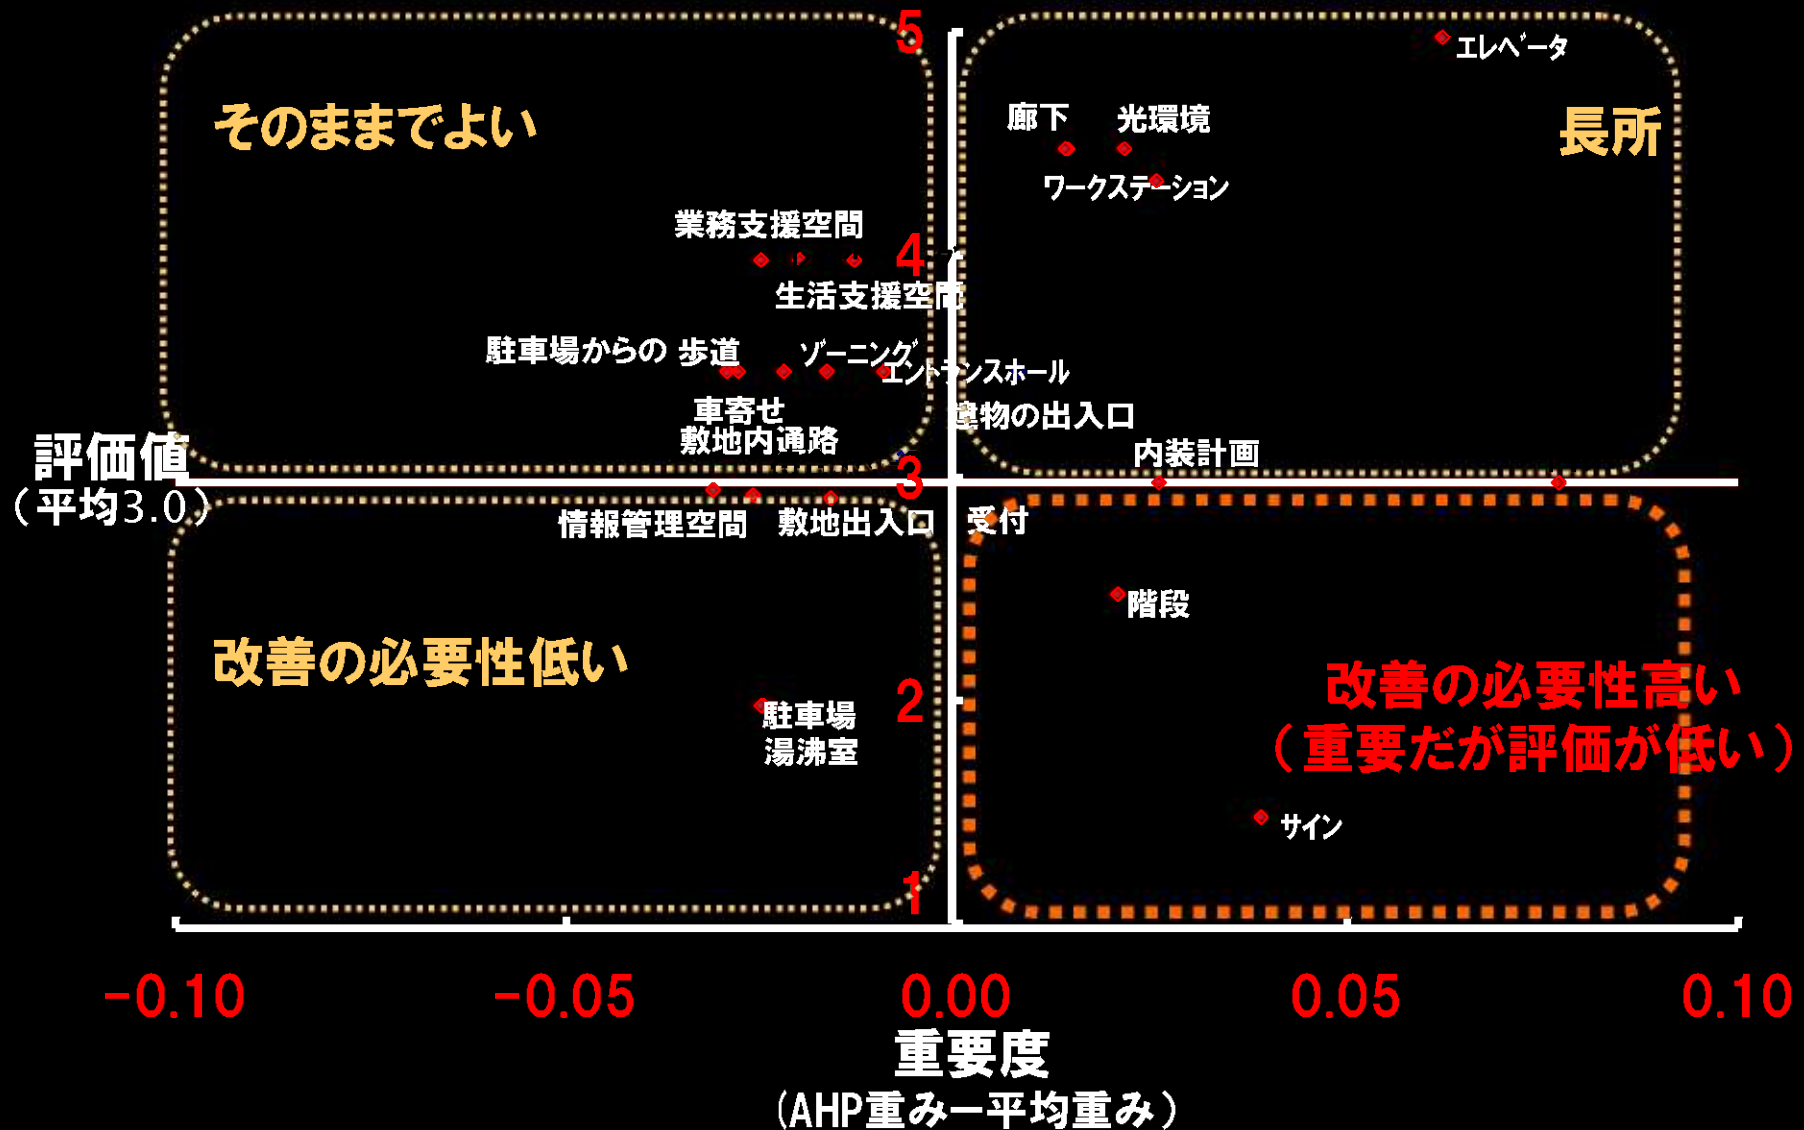 5
エレベータ
そのままでよい
廊下
光環境
長所
ワークステーション
業務支援空間
4
生活支援空間
駐車場からの 歩道
ゾーニング
エントランスホール
車寄せ
建物の出入口
敷地内通路
内装計画
評価値
(平均3.0)
3
情報管理空間
敷地出入口
受付
階段
改善の必要性低い
改善の必要性高い
(重要だが評価が低い)
2
駐車場
湯沸室
サイン
1
-0.10
-0.05
0.00
0.05
0.10
重要度
(AHP重みー平均重み)